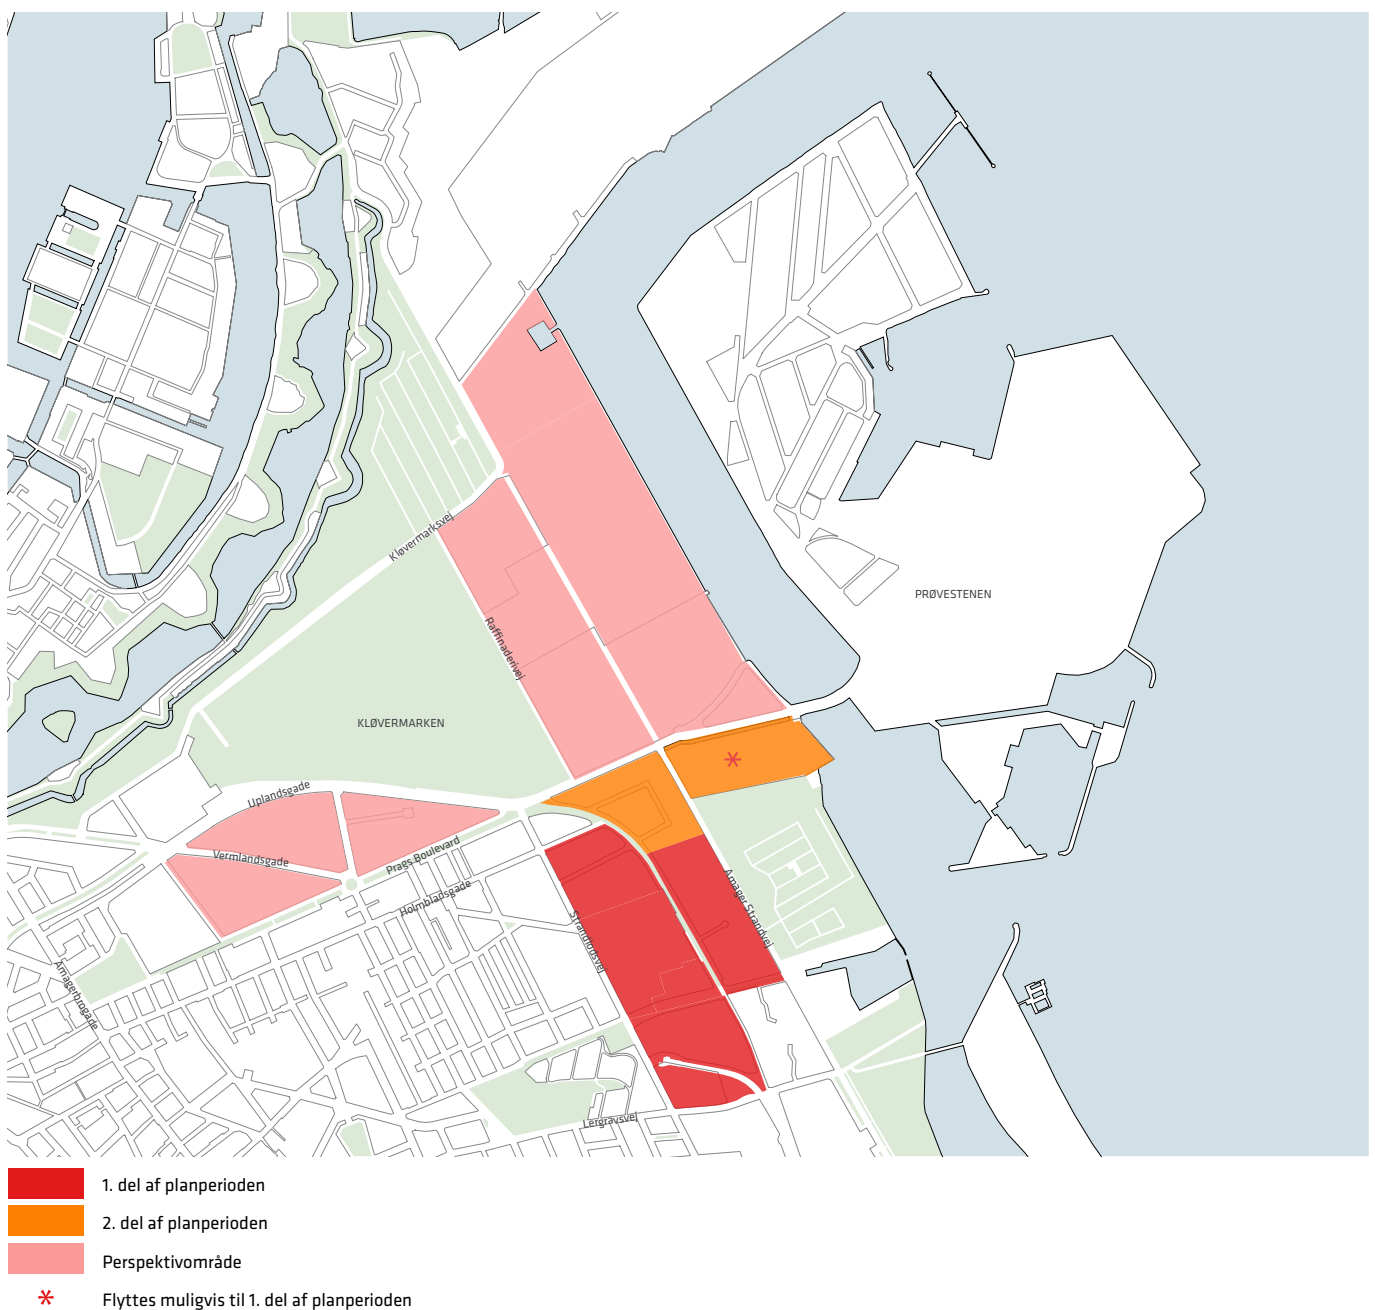 Kløvermarksvej
PRØVESTENEN
Raffinaderivej
KLØVERMARKEN
Uplandsgade
Vermlandsgade
Prags Boulevard
Holmbladsgade
Amager Strandvej
Strandlodsvej
Amagerbrogade
Lergravsvej
1. del af planperioden
2. del af planperioden
Perspektivområde
* Flyttes muligvis til 1. del af planperioden